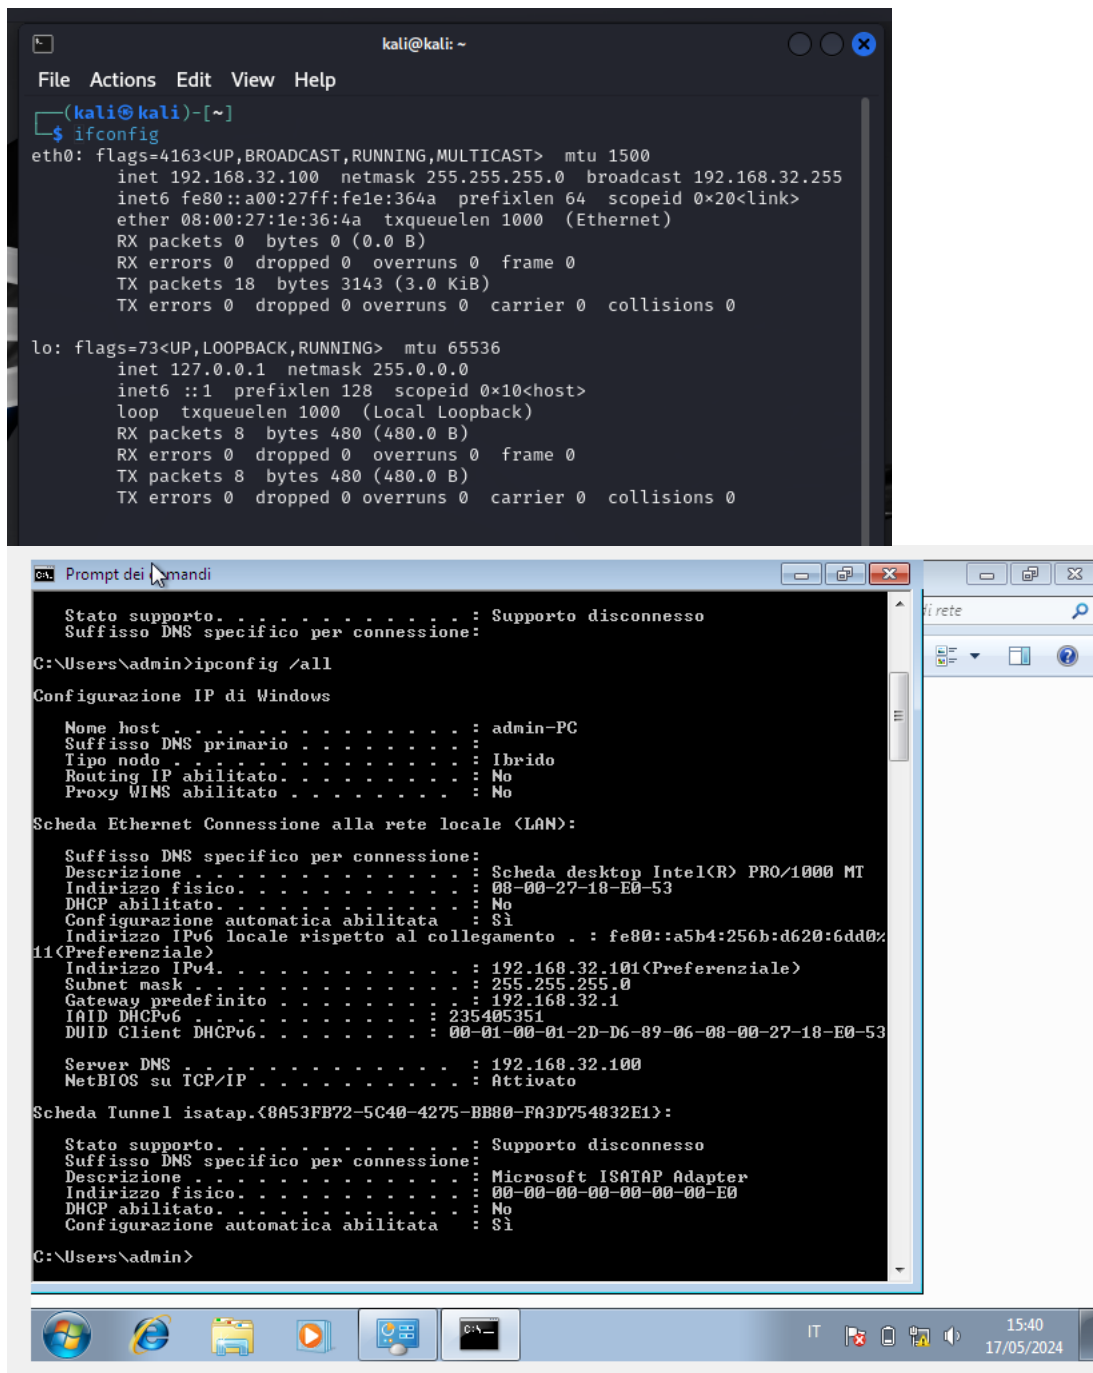 kali@kali: ~
File Actions Edit View Help
┌──(kali㉿kali)-[~]
└─$ ifconfig
eth0: flags=4163<UP,BROADCAST,RUNNING,MULTICAST>  mtu 1500
        inet 192.168.32.100  netmask 255.255.255.0  broadcast 192.168.32.255
        inet6 fe80::a00:27ff:fe1e:364a  prefixlen 64  scopeid 0×20<link>
        ether 08:00:27:1e:36:4a  txqueuelen 1000  (Ethernet)
        RX packets 0  bytes 0 (0.0 B)
        RX errors 0  dropped 0  overruns 0  frame 0
        TX packets 18  bytes 3143 (3.0 KiB)
        TX errors 0  dropped 0 overruns 0  carrier 0  collisions 0

lo: flags=73<UP,LOOPBACK,RUNNING>  mtu 65536
        inet 127.0.0.1  netmask 255.0.0.0
        inet6 ::1  prefixlen 128  scopeid 0×10<host>
        loop  txqueuelen 1000  (Local Loopback)
        RX packets 8  bytes 480 (480.0 B)
        RX errors 0  dropped 0  overruns 0  frame 0
        TX packets 8  bytes 480 (480.0 B)
        TX errors 0  dropped 0 overruns 0  carrier 0  collisions 0
Prompt dei
di rete
   Stato supporto. . . . . . . . . . . . : Supporto disconnesso
   Suffisso DNS specifico per connessione:
C:\Users\admin>ipconfig /all
Configurazione IP di Windows
   Nome host . . . . . . . . . . . . . . : admin-PC
   Suffisso DNS primario . . . . . . . . :
   Tipo nodo . . . . . . . . . . . . . . : Ibrido
   Routing IP abilitato. . . . . . . . . : No
   Proxy WINS abilitato . . . . . . . .  : No
Scheda Ethernet Connessione alla rete locale (LAN):
   Suffisso DNS specifico per connessione:
   Descrizione . . . . . . . . . . . . . : Scheda desktop Intel(R) PRO/1000 MT
   Indirizzo fisico. . . . . . . . . . . : 08-00-27-18-E0-53
   DHCP abilitato. . . . . . . . . . . . : No
   Configurazione automatica abilitata   : Sì
   Indirizzo IPv6 locale rispetto al collegamento . : fe80::a5b4:256b:d620:6dd0%
11(Preferenziale)
   Indirizzo IPv4. . . . . . . . . . . . : 192.168.32.101(Preferenziale)
   Subnet mask . . . . . . . . . . . . . : 255.255.255.0
   Gateway predefinito . . . . . . . . . : 192.168.32.1
   IAID DHCPv6 . . . . . . . . . . . : 235405351
   DUID Client DHCPv6. . . . . . . . : 00-01-00-01-2D-D6-89-06-08-00-27-18-E0-53
   Server DNS . . . . . . . . . . . . .  : 192.168.32.100
   NetBIOS su TCP/IP . . . . . . . . . . : Attivato
Scheda Tunnel isatap.{8A53FB72-5C40-4275-BB80-FA3D754832E1}:
   Stato supporto. . . . . . . . . . . . : Supporto disconnesso
   Suffisso DNS specifico per connessione:
   Descrizione . . . . . . . . . . . . . : Microsoft ISATAP Adapter
   Indirizzo fisico. . . . . . . . . . . : 00-00-00-00-00-00-00-E0
   DHCP abilitato. . . . . . . . . . . . : No
   Configurazione automatica abilitata   : Sì
C:\Users\admin>
IT
15:40
17/05/2024